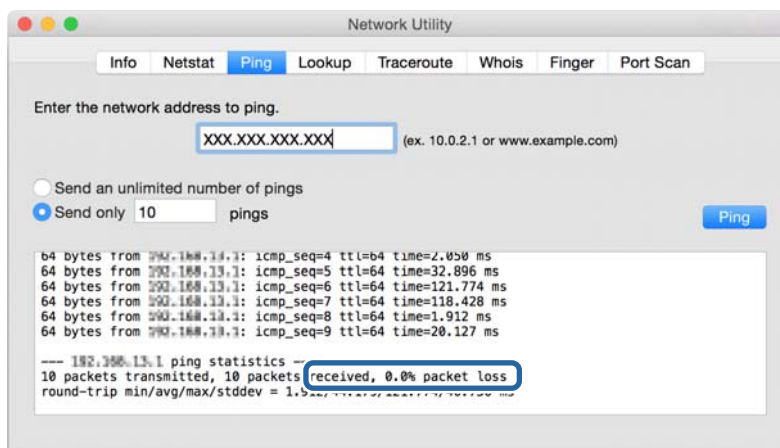 Network Utility
Info Netstat Ping Lookup Traceroute Whois Finger Port Scan
Enter the network address to ping.
XXX.XXX.XXX.XXX (ex. 10.0.2.1 or www.example.com)
Send an unlimited number of pings
Send only 10 pings
Ping
64 bytes from : icmp_seq=4 ttl=64 time=2.050 ms
64 bytes from : icmp_seq=5 ttl=64 time=32.896 ms
64 bytes from : icmp_seq=6 ttl=64 time=121.774 ms
64 bytes from : icmp_seq=7 ttl=64 time=118.428 ms
64 bytes from : icmp_seq=8 ttl=64 time=1.912 ms
64 bytes from : icmp_seq=9 ttl=64 time=20.127 ms
--- ping statistics --
10 packets transmitted, 10 packets received, 0.0% packet loss
round-trip min/avg/max/stddev = ms